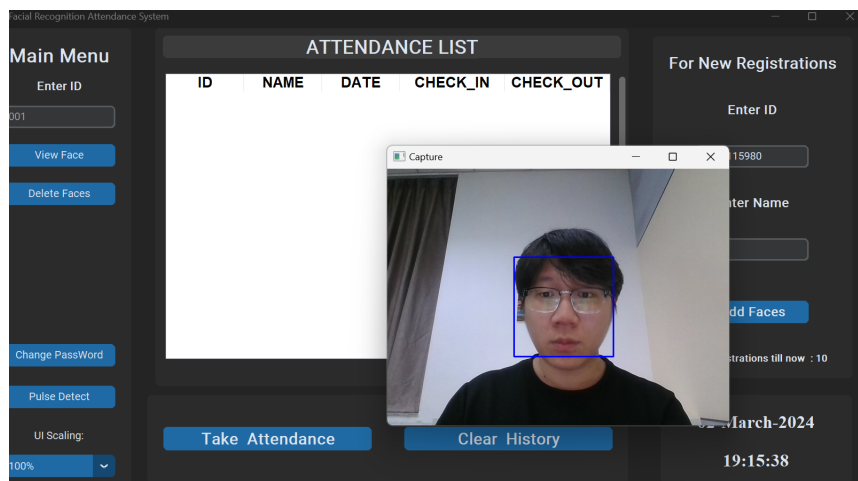 Facial Recognition Attendance System
Main Menu
Enter ID
001
View Face
Delete Faces
Change PassWord
Pulse Detect
UI Scaling:
100%
ATTENDANCE LIST
ID NAME DATE CHECK_IN CHECK_OUT
Capture
Take Attendance
Clear History
For New Registrations
Enter ID
115980
nter Name
dd Faces
strations till now : 10
March-2024
19:15:38